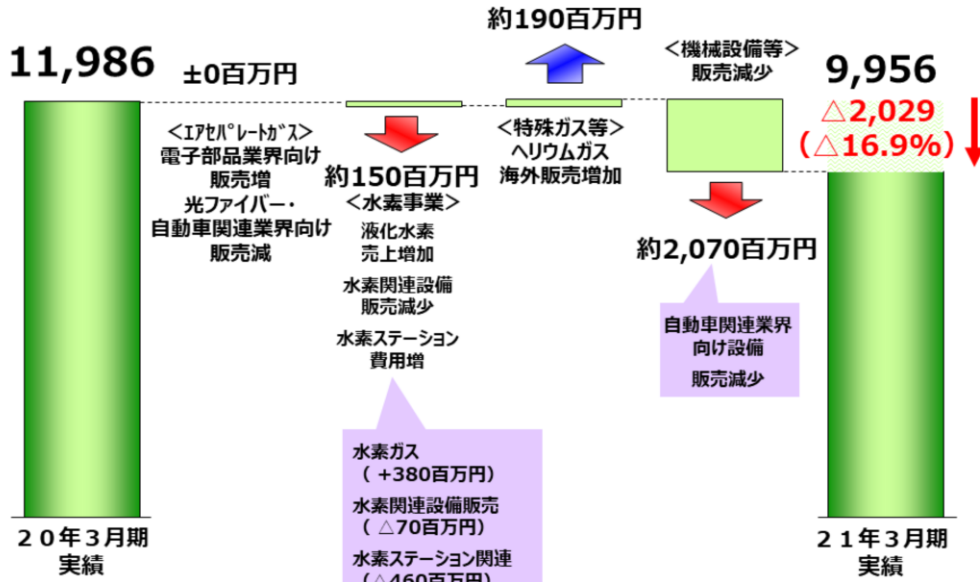 11,986
±0百万円
<ｴｱｾﾊﾟﾚｰﾄｶﾞｽ>
電子部品業界向け
販売増
光ファイバー・
自動車関連業界向け
販売減
約150百万円
<水素事業>
液化水素
売上増加
水素関連設備
販売減少
水素ステーション
費用増
水素ガス
( +380百万円)
水素関連設備販売
( △70百万円)
水素ステーション関連
(△460百万円)
約190百万円
<特殊ガス等>
ヘリウムガス
海外販売増加
<機械設備等>
販売減少
約2,070百万円
自動車関連業界
向け設備
販売減少
9,956
△2,029
(△16.9%)
２０年３月期
実績
２１年３月期
実績